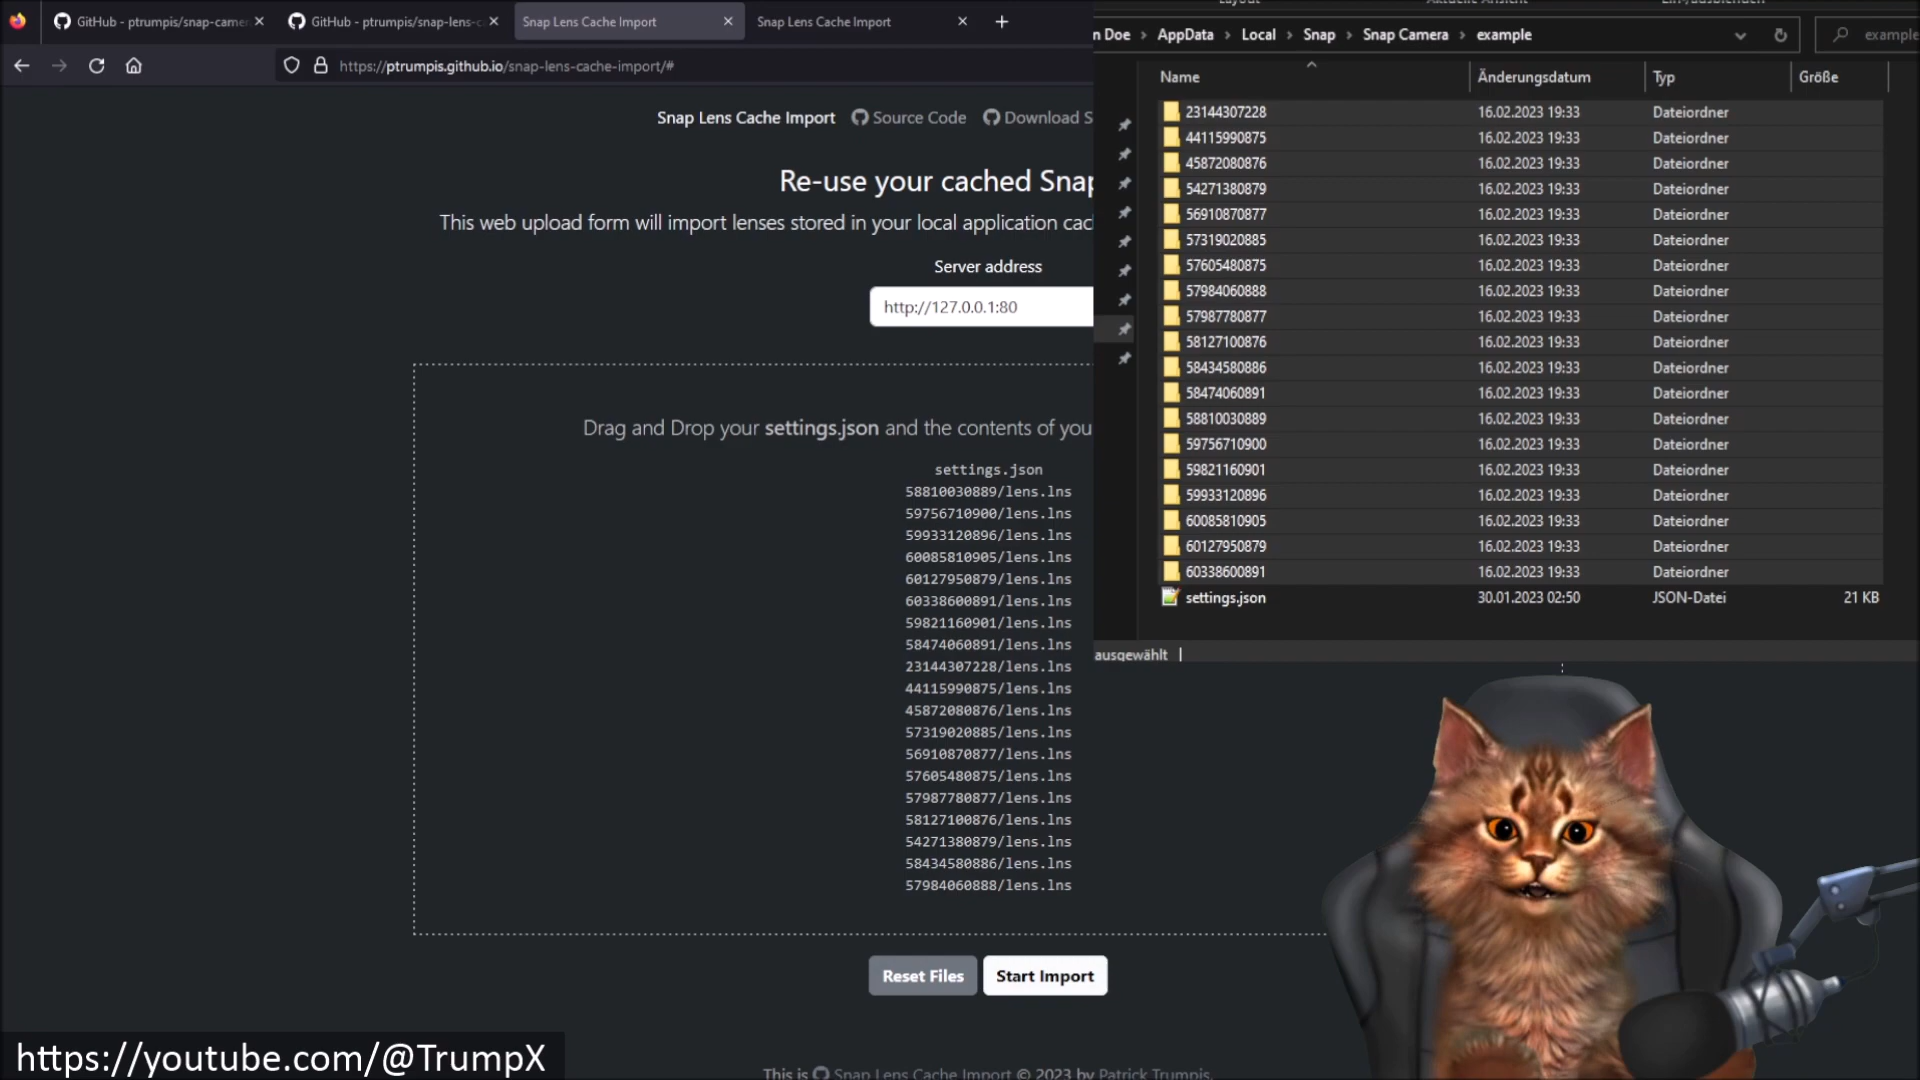 GitHub - ptrumpis/snap-came
GitHub - ptrumpis/snap-lens-c
Snap Lens Cache Import
Snap Lens Cache Import
https://ptrumpis.github.io/snap-lens-cache-import/#
Snap Lens Cache Import
Source Code
Download S
Re-use your cached Snap
This web upload form will import lenses stored in your local application cac
Server address
http://127.0.0.1:80
Drag and Drop your settings.json and the contents of you
settings.json
58810030889/lens.lns
59756710900/lens.lns
59933120896/lens.lns
60085810905/lens.lns
60127950879/lens.lns
60338600891/lens.lns
59821160901/lens.lns
58474060891/lens.lns
23144307228/lens.lns
44115990875/lens.lns
45872080876/lens.lns
57319020885/lens.lns
56910870877/lens.lns
57605480875/lens.lns
57987780877/lens.lns
58127100876/lens.lns
54271380879/lens.lns
58434580886/lens.lns
57984060888/lens.lns
Reset Files
Start Import
This is Snap Lens Cache Import © 2023 by Patrick Trumpis.
https://youtube.com/@TrumpX
Layout Aktuelle Ansicht Ein-/ausblenden
n Doe > AppData > Local > Snap > Snap Camera > example
example
Name Änderungsdatum Typ Größe
23144307228 16.02.2023 19:33 Dateiordner
44115990875 16.02.2023 19:33 Dateiordner
45872080876 16.02.2023 19:33 Dateiordner
54271380879 16.02.2023 19:33 Dateiordner
56910870877 16.02.2023 19:33 Dateiordner
57319020885 16.02.2023 19:33 Dateiordner
57605480875 16.02.2023 19:33 Dateiordner
57984060888 16.02.2023 19:33 Dateiordner
57987780877 16.02.2023 19:33 Dateiordner
58127100876 16.02.2023 19:33 Dateiordner
58434580886 16.02.2023 19:33 Dateiordner
58474060891 16.02.2023 19:33 Dateiordner
58810030889 16.02.2023 19:33 Dateiordner
59756710900 16.02.2023 19:33 Dateiordner
59821160901 16.02.2023 19:33 Dateiordner
59933120896 16.02.2023 19:33 Dateiordner
60085810905 16.02.2023 19:33 Dateiordner
60127950879 16.02.2023 19:33 Dateiordner
60338600891 16.02.2023 19:33 Dateiordner
settings.json 30.01.2023 02:50 JSON-Datei 21 KB
ausgewählt